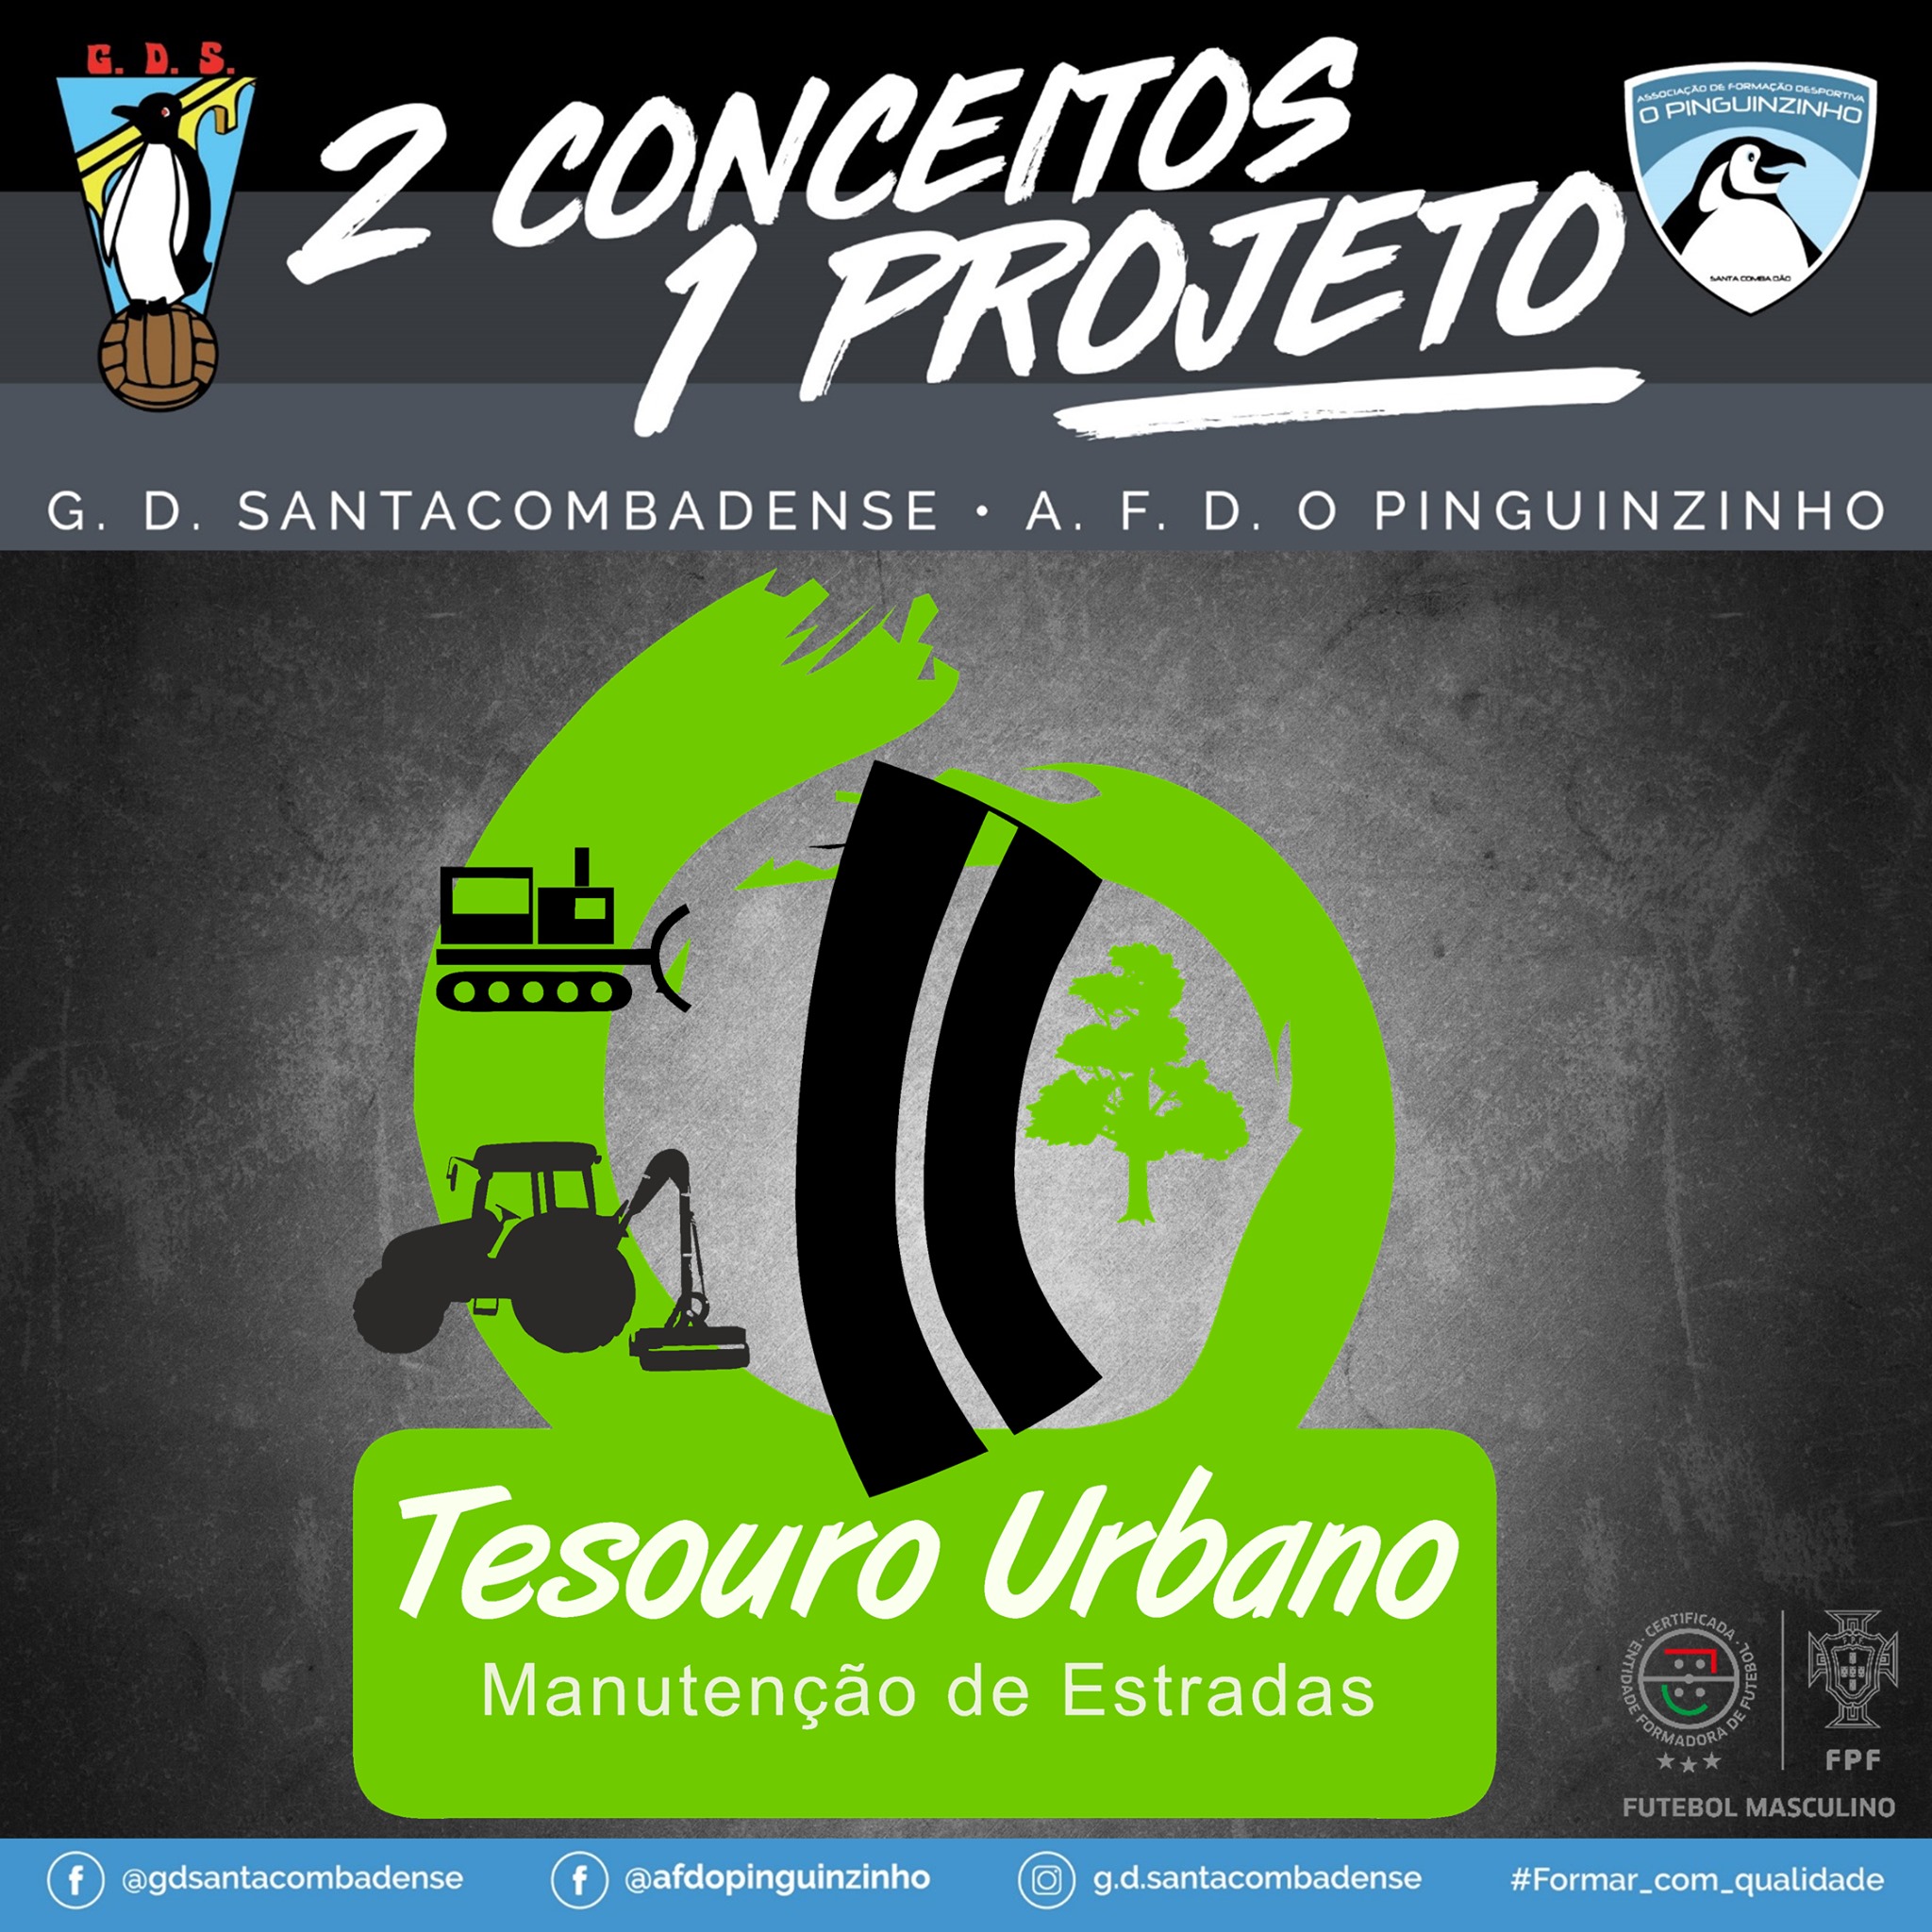 G. D. S.
2 CONCEITOS
1 PROJETO
ASSOCIAÇÃO DE FORMAÇÃO DESPORTIVA
O PINGUINZINHO
SANTA COMBA DÃO
G. D. SANTACOMBADENSE • A. F. D. O PINGUINZINHO
Tesouro Urbano
Manutenção de Estradas
ENTIDADE FORMADORA DE FUTEBOL · CERTIFICADA ·
FPF
FUTEBOL MASCULINO
@gdsantacombadense
@afdopinguinzinho
g.d.santacombadense
#Formar_com_qualidade